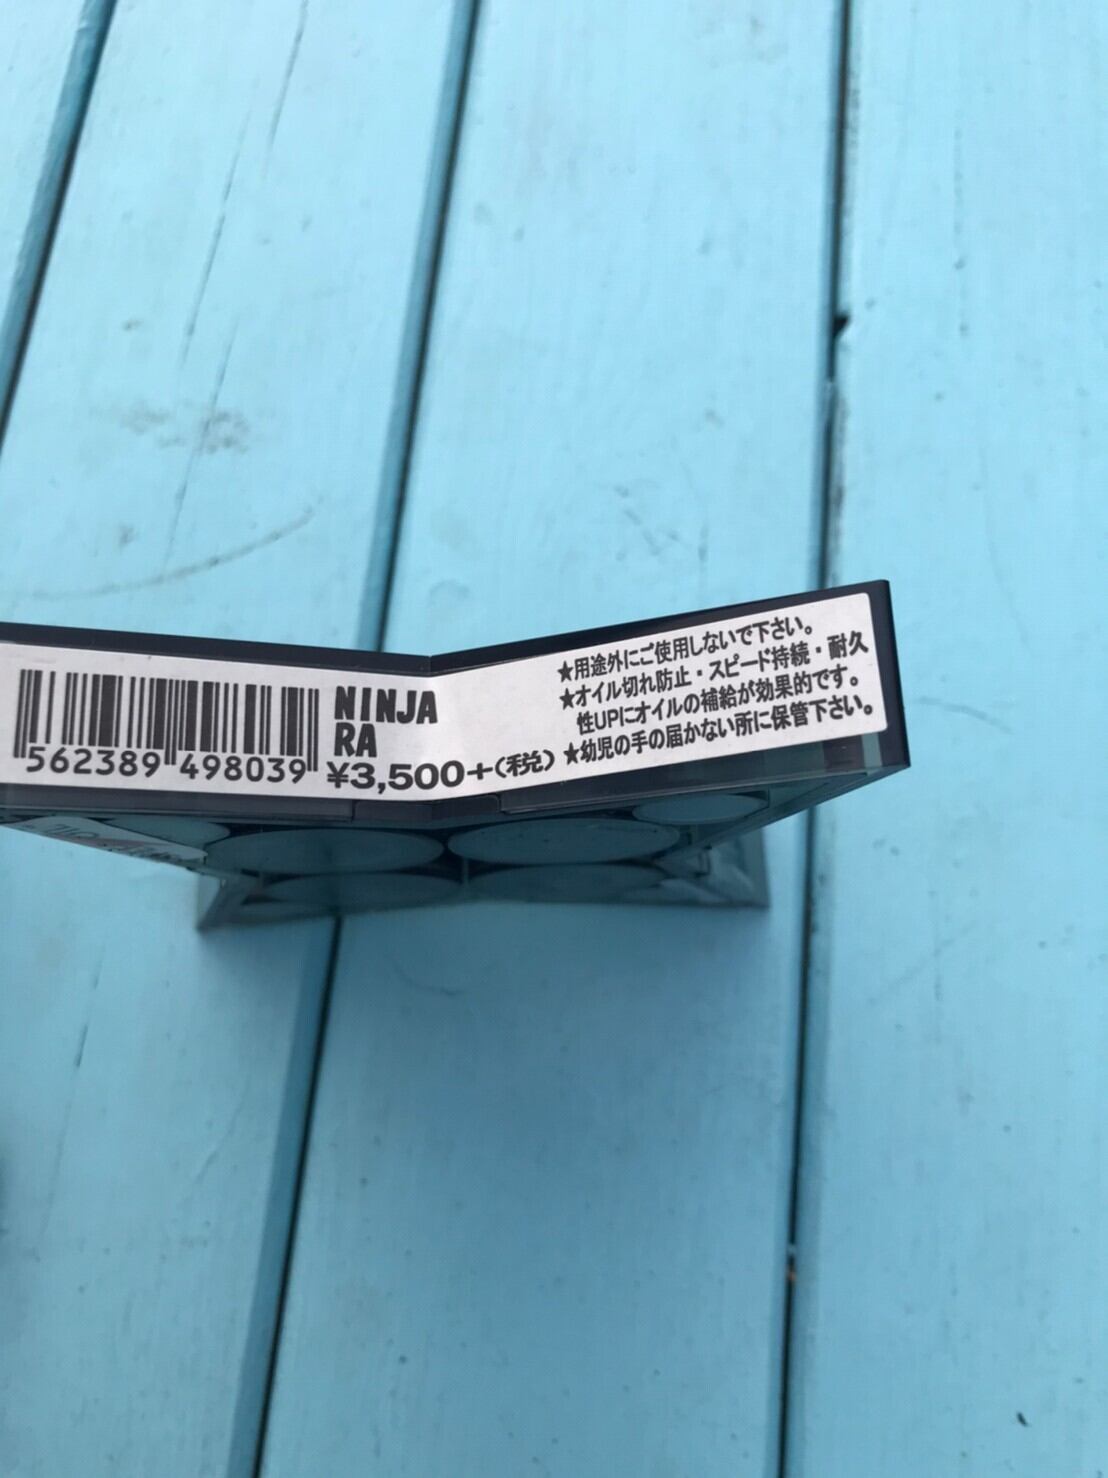 562389 498039
NINJA
RA
¥3,500+(税)
★用途外にご使用しないで下さい。
★オイル切れ防止・スピード持続・耐久
性UPにオイルの補給が効果的です。
★幼児の手の届かない所に保管下さい。